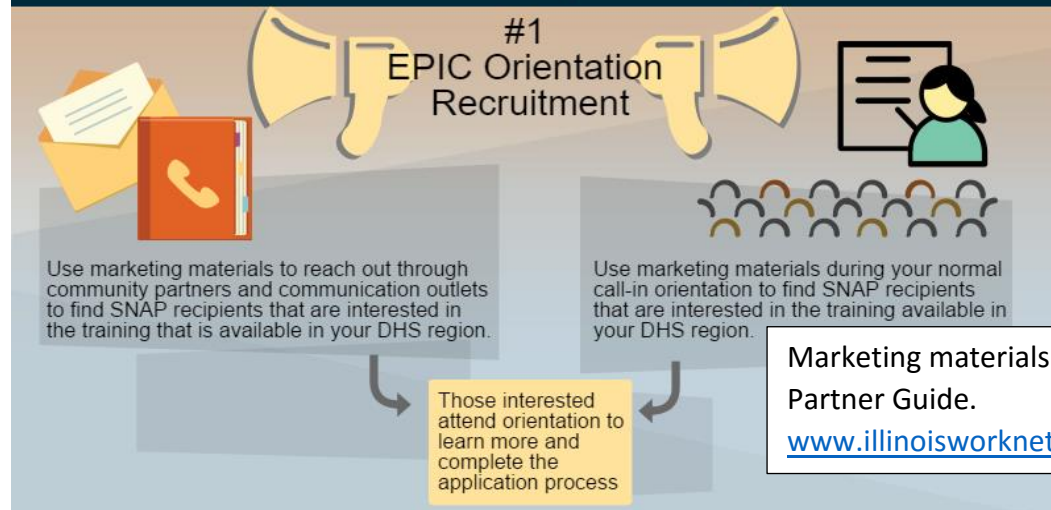 #1
EPIC Orientation
Recruitment
Use marketing materials to reach out through
community partners and communication outlets
to find SNAP recipients that are interested in
the training that is available in your DHS region.
Use marketing materials during your normal
call-in orientation to find SNAP recipients
that are interested in the training available in
your DHS region.
Marketing materials
Partner Guide.
www.illinoisworknet
Those interested
attend orientation to
learn more and
complete the
application process